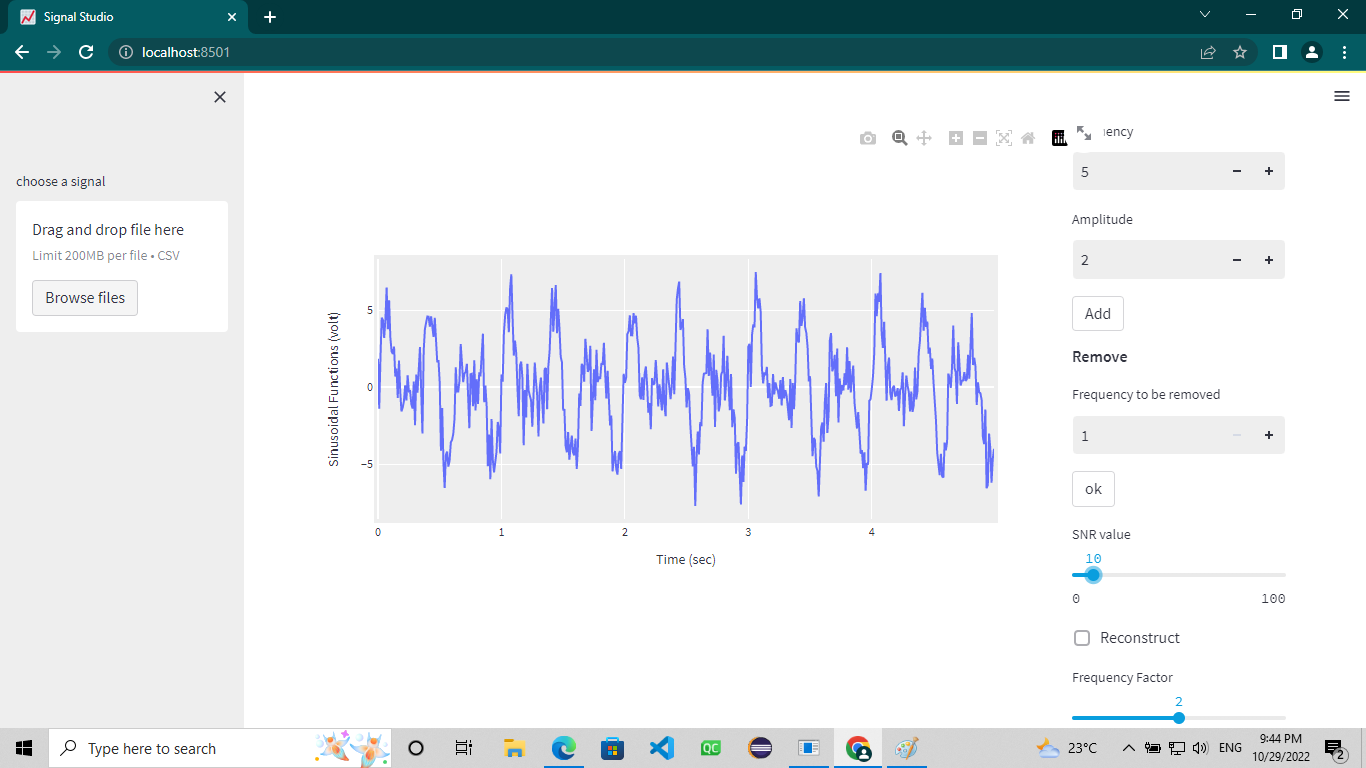 Signal Studio
localhost:8501
choose a signal
Drag and drop file here
Limit 200MB per file • CSV
Browse files
Sinusoidal Functions (volt)
5
0
−5
0 1 2 3 4
Time (sec)
iency
5
Amplitude
2
Add
Remove
Frequency to be removed
1
ok
SNR value
10
0 100
Reconstruct
Frequency Factor
2
Type here to search
QC
23°C
ENG
9:44 PM
10/29/2022
2